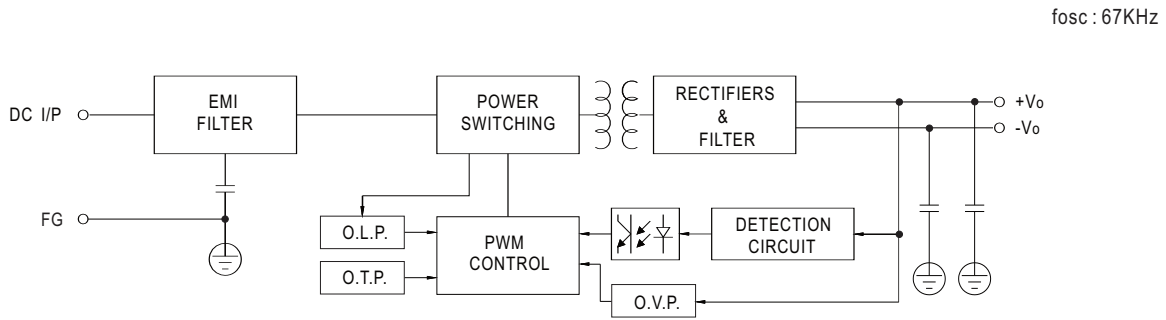 fosc : 67KHz
DC I/P
EMI
FILTER
POWER
SWITCHING
RECTIFIERS
&
FILTER
+Vo
-Vo
FG
O.L.P.
O.T.P.
PWM
CONTROL
DETECTION
CIRCUIT
O.V.P.